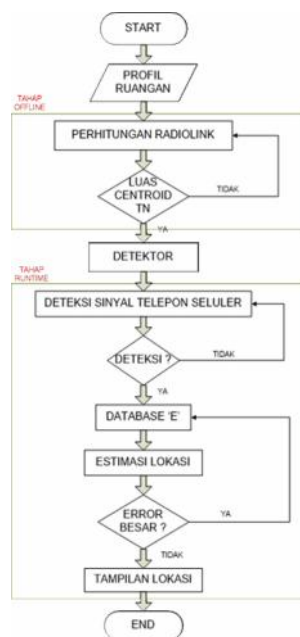 START
PROFIL
RUANGAN
TAHAP
OFFLINE
PERHITUNGAN RADIOLINK
LUAS
CENTROID
TN
TIDAK
YA
DETEKTOR
TAHAP
RUNTIME
DETEKSI SINYAL TELEPON SELULER
DETEKSI ?
TIDAK
YA
DATABASE 'E'
ESTIMASI LOKASI
ERROR
BESAR ?
YA
TIDAK
TAMPILAN LOKASI
END